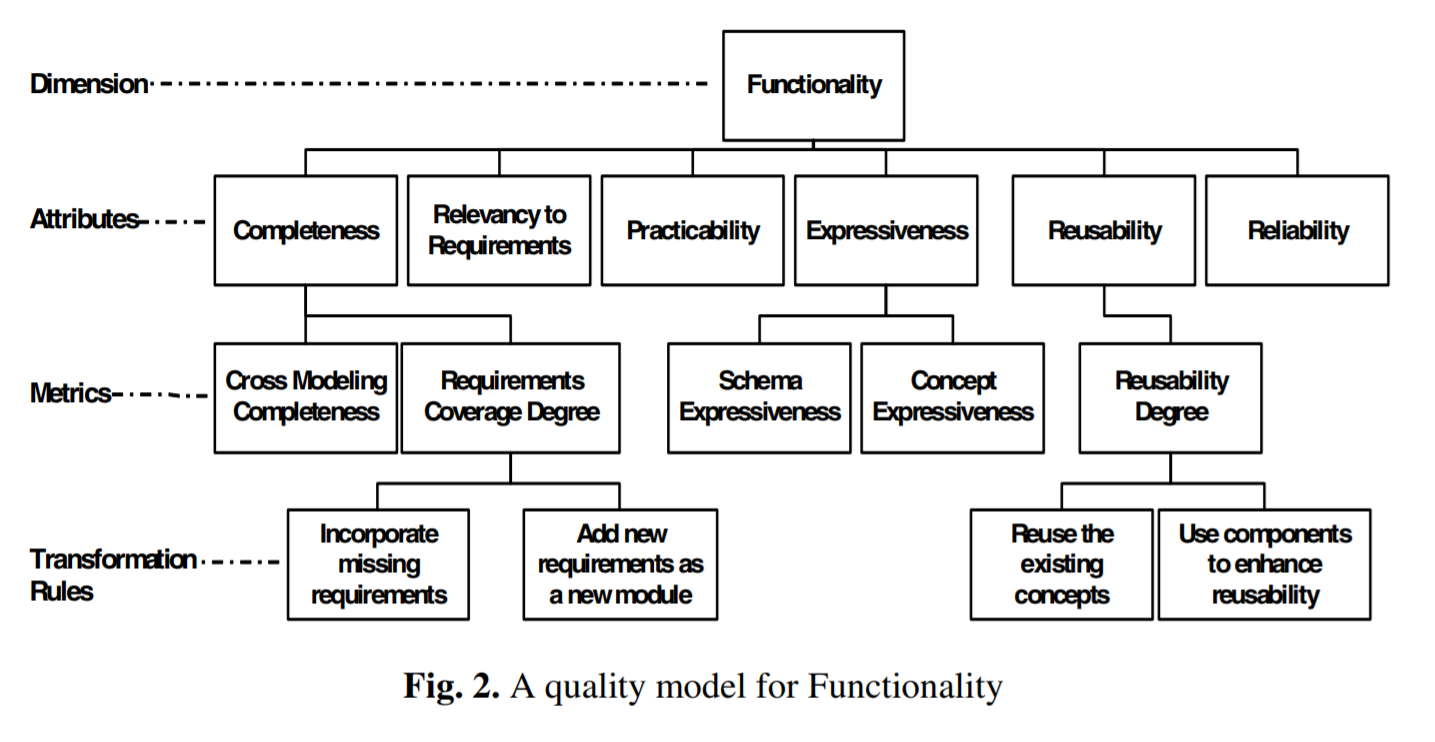 Dimension
Functionality
Attributes
Completeness
Relevancy to
Requirements
Practicability
Expressiveness
Reusability
Reliability
Metrics
Cross Modeling
Completeness
Requirements
Coverage Degree
Schema
Expressiveness
Concept
Expressiveness
Reusability
Degree
Transformation
Rules
Incorporate
missing
requirements
Add new
requirements as
a new module
Reuse the
existing
concepts
Use components
to enhance
reusability
Fig. 2. A quality model for Functionality